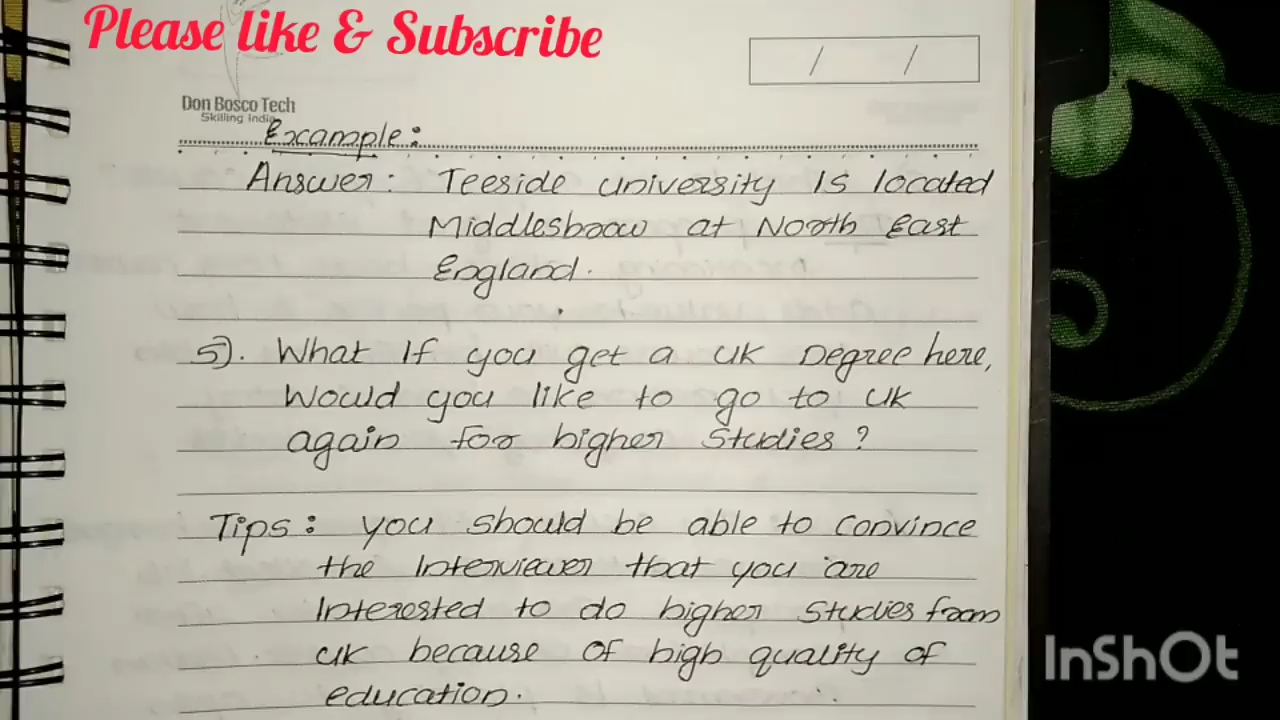 Please like & Subscribe
/ /
Don Bosco Tech
Skilling India
Example:
Answer: Teeside university is located
Middlesbrow at North East
England.
5). What if you get a UK Degree here,
Would you like to go to UK
again for higher studies?
Tips: you should be able to convince
the interviewer that you are
interested to do higher studies from
UK because of high quality of
education.
InShOt